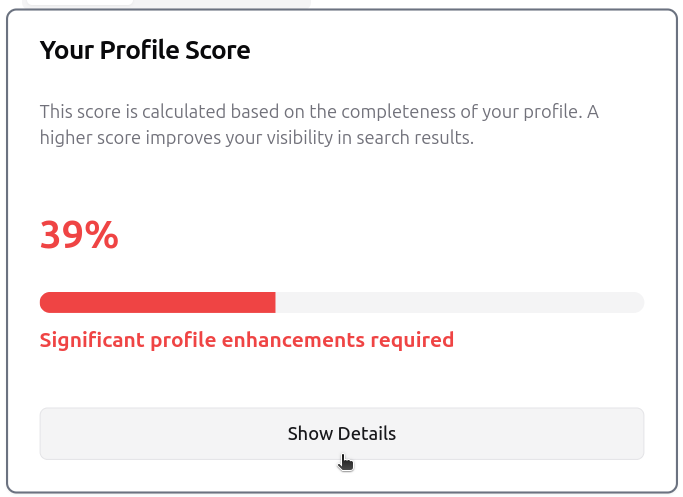 Your Profile Score
This score is calculated based on the completeness of your profile. A
higher score improves your visibility in search results.
39%
Significant profile enhancements required
Show Details